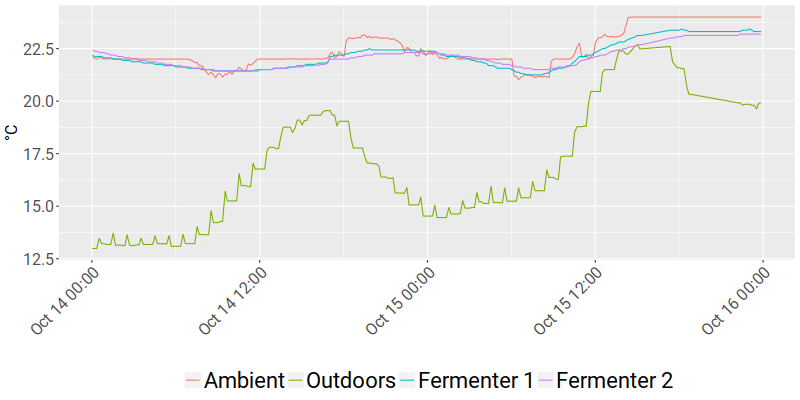 22.5
20.0
17.5
15.0
12.5
°C
Oct 14 00:00
Oct 14 12:00
Oct 15 00:00
Oct 15 12:00
Oct 16 00:00
Ambient Outdoors Fermenter 1 Fermenter 2